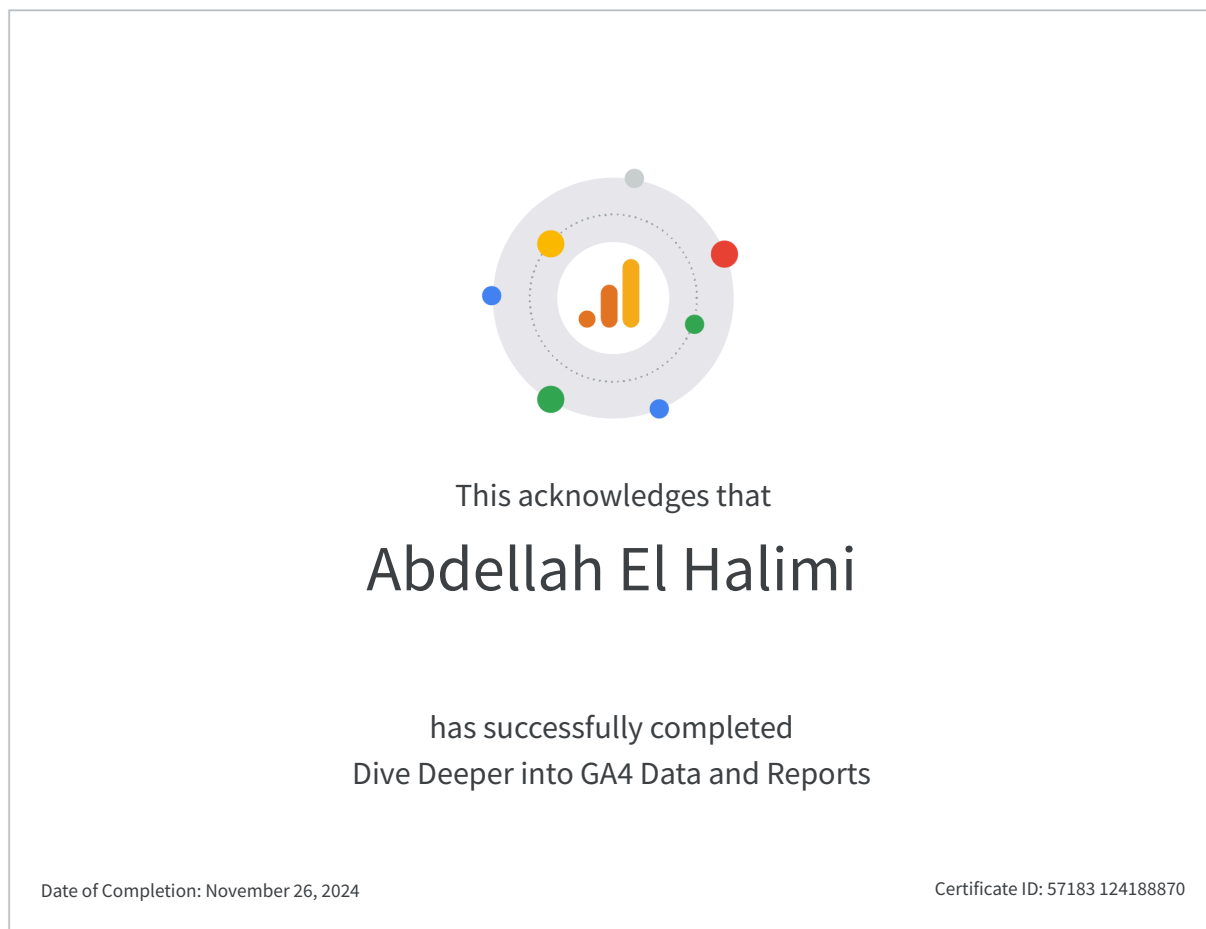 This acknowledges that
Abdellah El Halimi
has successfully completed
Dive Deeper into GA4 Data and Reports
Date of Completion: November 26, 2024
Certificate ID: 57183 124188870